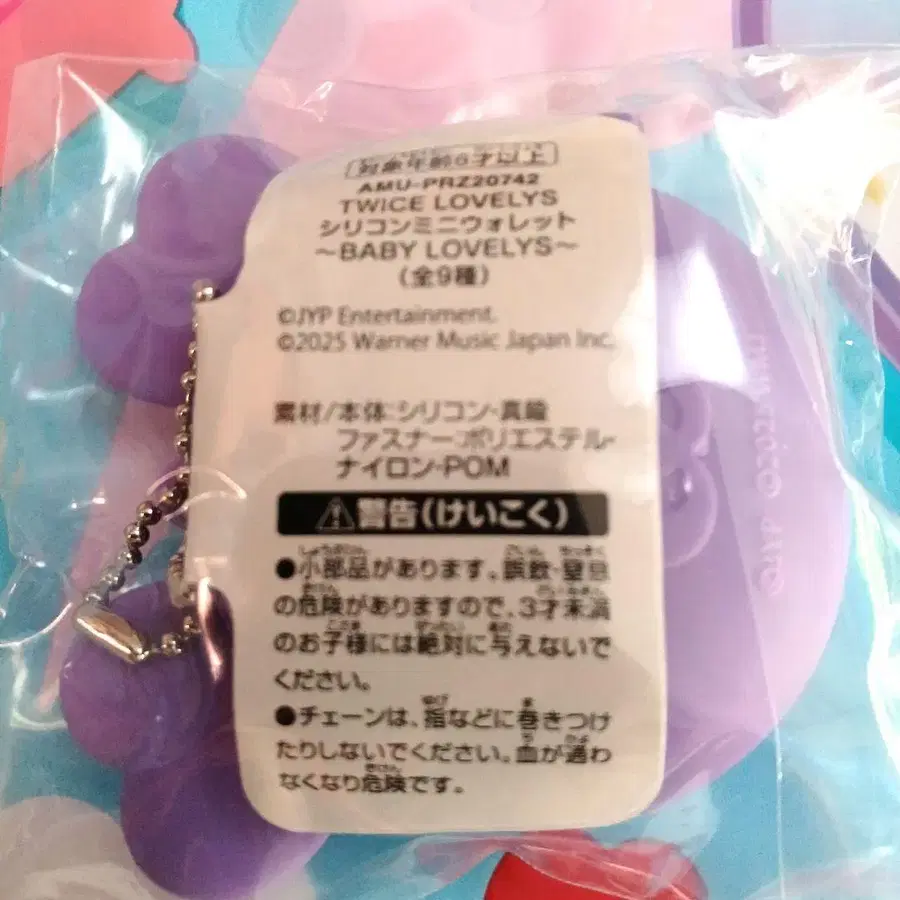 対象年齢6才以上
AMU-PRZ20742
TWICE LOVELYS
シリコンミニウォレット
～BABY LOVELYS～
(全9種)
©JYP Entertainment.
©2025 Warner Music Japan Inc.
素材/本体:シリコン・真鍮
ファスナー:ポリエステル・
ナイロン・POM
⚠警告(けいこく)
●小部品があります。誤飲・窒息
の危険がありますので、3才未満
のお子様には絶対に与えないで
ください。
●チェーンは、指などに巻きつけ
たりしないでください。血が通わ
なくなり危険です。
©JYP ©2025 WMJ